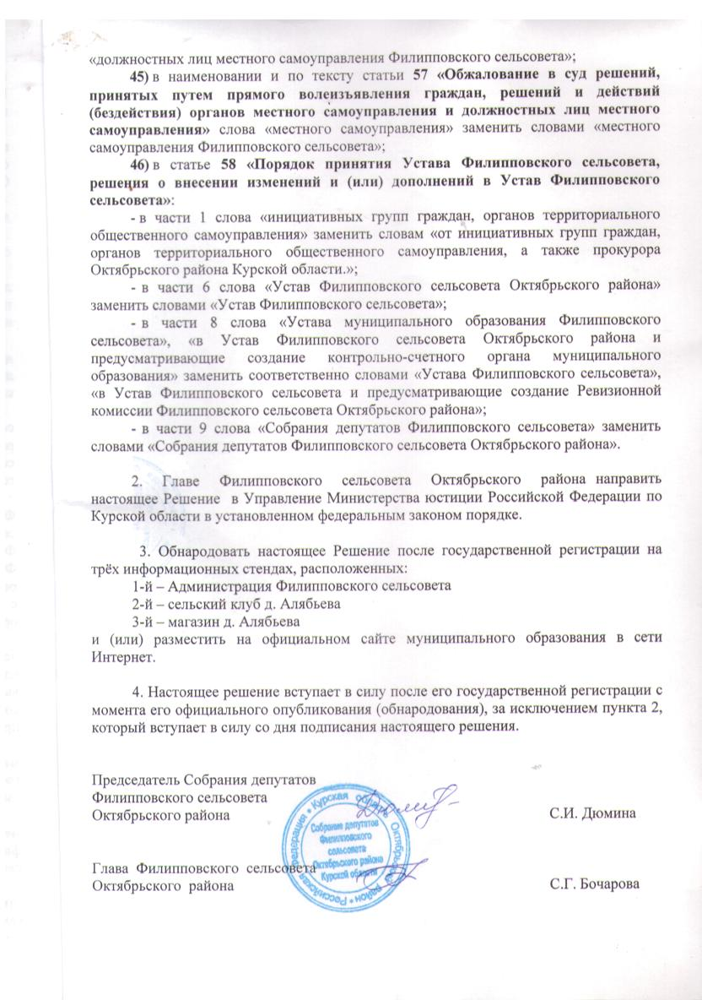 «должностных лиц местного самоуправления Филипповского сельсовета»;
45) в наименовании и по тексту статьи 57 «Обжалование в суд решений,
принятых путем прямого волеизъявления граждан, решений и действий
(бездействия) органов местного самоуправления и должностных лиц местного
самоуправления» слова «местного самоуправления» заменить словами «местного
самоуправления Филипповского сельсовета»;
46) в статье 58 «Порядок принятия Устава Филипповского сельсовета,
решения о внесении изменений и (или) дополнений в Устав Филипповского
сельсовета»:
- в части 1 слова «инициативных групп граждан, органов территориального
общественного самоуправления» заменить словам «от инициативных групп граждан,
органов территориального общественного самоуправления, а также прокурора
Октябрьского района Курской области.»;
- в части 6 слова «Устав Филипповского сельсовета Октябрьского района»
заменить словами «Устав Филипповского сельсовета»;
- в части 8 слова «Устава муниципального образования Филипповского
сельсовета», «в Устав Филипповского сельсовета Октябрьского района и
предусматривающие создание контрольно-счетного органа муниципального
образования» заменить соответственно словами «Устава Филипповского сельсовета»,
«в Устав Филипповского сельсовета и предусматривающие создание Ревизионной
комиссии Филипповского сельсовета Октябрьского района»;
- в части 9 слова «Собрания депутатов Филипповского сельсовета» заменить
словами «Собрания депутатов Филипповского сельсовета Октябрьского района».
2. Главе Филипповского сельсовета Октябрьского района направить
настоящее Решение в Управление Министерства юстиции Российской Федерации по
Курской области в установленном федеральным законом порядке.
3. Обнародовать настоящее Решение после государственной регистрации на
трёх информационных стендах, расположенных:
1-й – Администрация Филипповского сельсовета
2-й – сельский клуб д. Алябьева
3-й – магазин д. Алябьева
и (или) разместить на официальном сайте муниципального образования в сети
Интернет.
4. Настоящее решение вступает в силу после его государственной регистрации с
момента его официального опубликования (обнародования), за исключением пункта 2,
который вступает в силу со дня подписания настоящего решения.
Председатель Собрания депутатов
Филипповского сельсовета
Октябрьского района С.И. Дюмина
Российская Федерация • Курская область Октябрьский район •
Собрание депутатов
Филипповского
сельсовета
Октябрьского района
Курской области
Глава Филипповского сельсовета
Октябрьского района С.Г. Бочарова